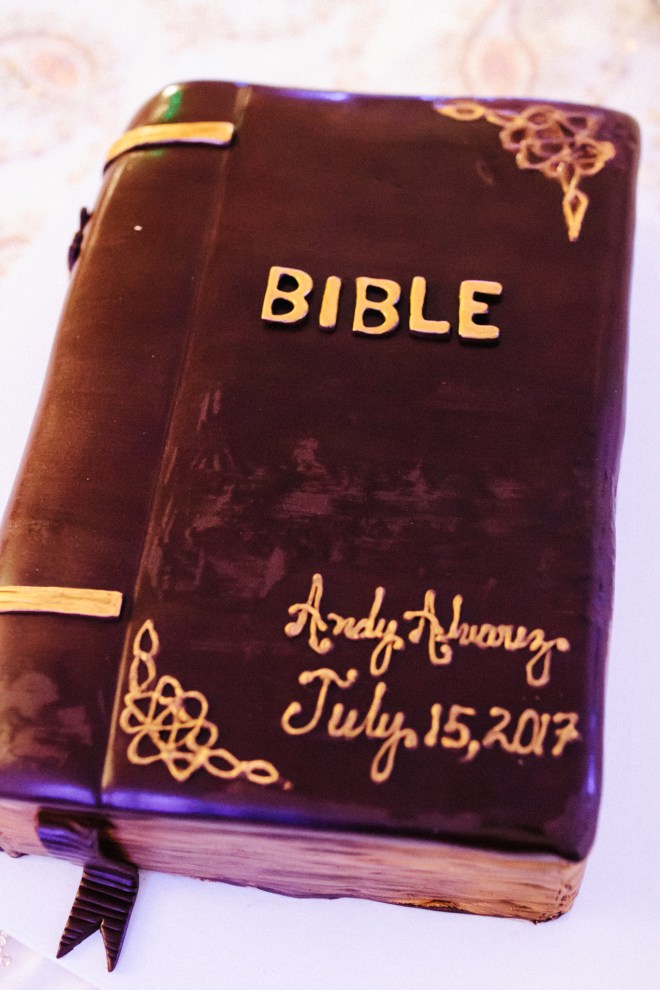 BIBLE
Andy Alvarez
July 15, 2017